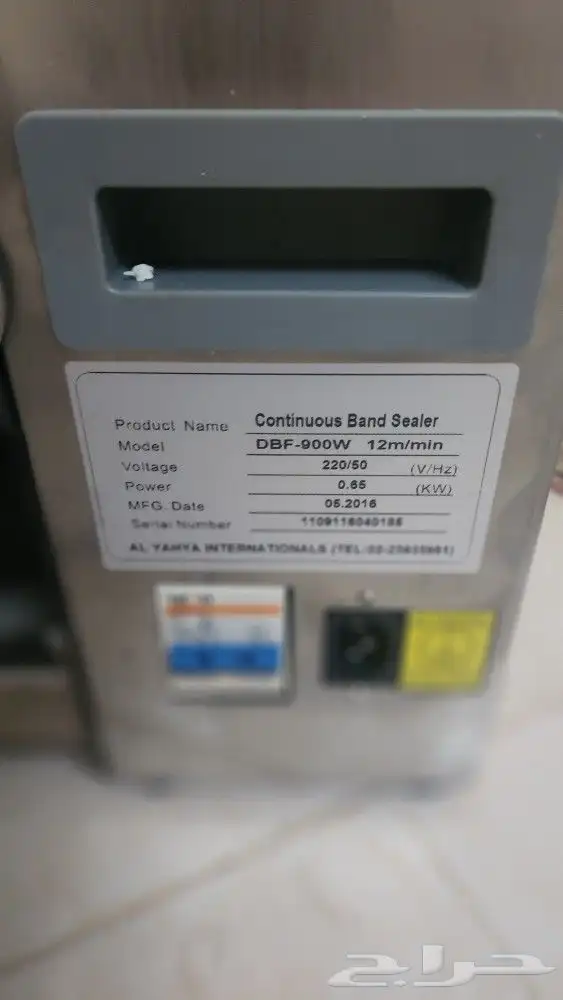 Product Name Continuous Band Sealer
Model DBF-900W 12m/min
Voltage 220/50 (V/Hz)
Power 0.65 (KW)
MFG. Date 05.2016
Serial Number
AL YAHYA INTERNATIONALS (TEL:
حراج